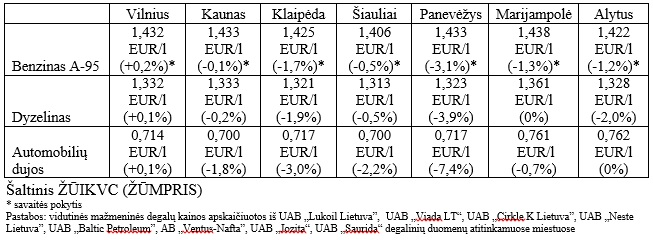 Vilnius Kaunas Klaipėda Šiauliai Panevėžys Marijampolė Alytus
1,432 1,433 1,425 1,406 1,433 1,438 1,422
EUR/l EUR/l EUR/l EUR/l EUR/l EUR/l EUR/l
Benzinas A-95 (+0,2%)* (-0,1%)* (-1,7%)* (-0,5%)* (-3,1%)* (-1,3%)* (-1,2%)*
1,332 1,333 1,321 1,313 1,323 1,361 1,328
EUR/l EUR/l EUR/l EUR/l EUR/l EUR/l EUR/l
Dyzelinas (+0,1%) (-0,2%) (-1,9%) (-0,5%) (-3,9%) (0%) (-2,0%)
0,714 0,700 0,717 0,700 0,717 0,761 0,762
Automobilių EUR/l EUR/l EUR/l EUR/l EUR/l EUR/l EUR/l
dujos (+0,1%) (-1,8%) (-3,0%) (-2,2%) (-7,4%) (-0,7%) (0%)
Šaltinis ŽŪIKVC (ŽŪMPRIS)
* savaitės pokytis
Pastabos: vidutinės mažmeninės degalų kainos apskaičiuotos iš UAB „Lukoil Lietuva”, UAB „Viada LT“, UAB „Cirkle K Lietuva”, UAB „Neste
Lietuva”, UAB „Baltic Petroleum”, AB „Ventus-Nafta”, UAB „Jozita”, UAB „Saurida” degalinių duomenų atitinkamuose miestuose